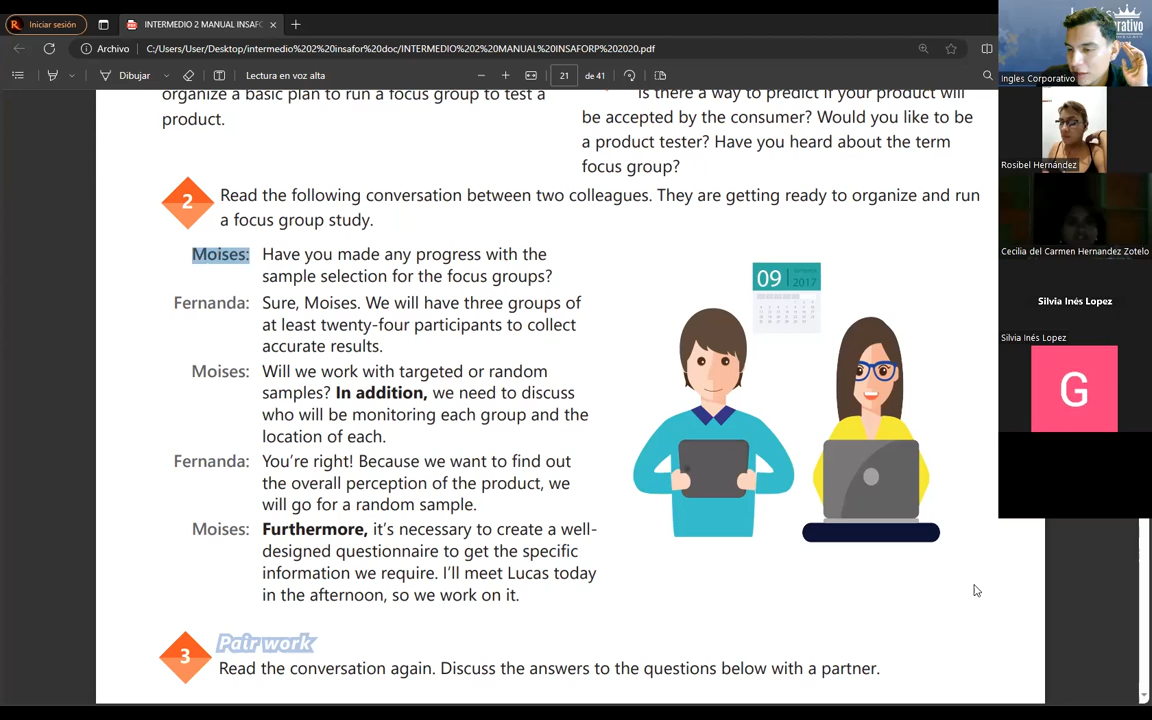 Iniciar sesión
INTERMEDIO 2 MANUAL INSAF
Archivo
C:/Users/User/Desktop/intermedio%202%20insafor%20doc/INTERMEDIO%202%20MANUAL%20INSAFORP%202020.pdf
Dibujar
Lectura en voz alta
21
de 41
organize a basic plan to run a focus group to test a
product.
Is there a way to predict if your product will
be accepted by the consumer? Would you like to be
a product tester? Have you heard about the term
focus group?
2
Read the following conversation between two colleagues. They are getting ready to organize and run
a focus group study.
Moises: Have you made any progress with the
sample selection for the focus groups?
Fernanda: Sure, Moises. We will have three groups of
at least twenty-four participants to collect
accurate results.
Moises: Will we work with targeted or random
samples? In addition, we need to discuss
who will be monitoring each group and the
location of each.
Fernanda: You're right! Because we want to find out
the overall perception of the product, we
will go for a random sample.
Moises: Furthermore, it's necessary to create a well-
designed questionnaire to get the specific
information we require. I'll meet Lucas today
in the afternoon, so we work on it.
09
2017
3
Pair work
Read the conversation again. Discuss the answers to the questions below with a partner.
Ingles Corporativo
Rosibel Hernández
Cecilia del Carmen Hernandez Zotelo
Silvia Inés Lopez
Silvia Inés Lopez
G